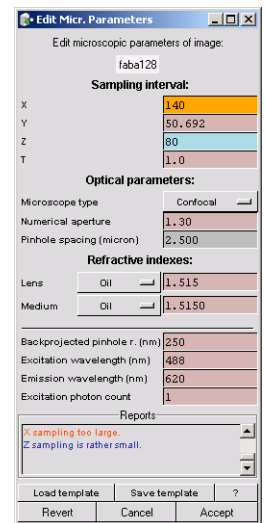 Edit Micr. Parameters
Edit microscopic parameters of image:
faba128
Sampling interval:
X 140
Y 50.692
Z 80
T 1.0
Optical parameters:
Microscope type Confocal
Numerical aperture 1.30
Pinhole spacing (micron) 2.500
Refractive indexes:
Lens Oil 1.515
Medium Oil 1.5150
Backprojected pinhole r. (nm) 250
Excitation wavelength (nm) 488
Emission wavelength (nm) 620
Excitation photon count 1
Reports
X sampling too large.
Z sampling is rather small.
Load template Save template ?
Revert Cancel Accept